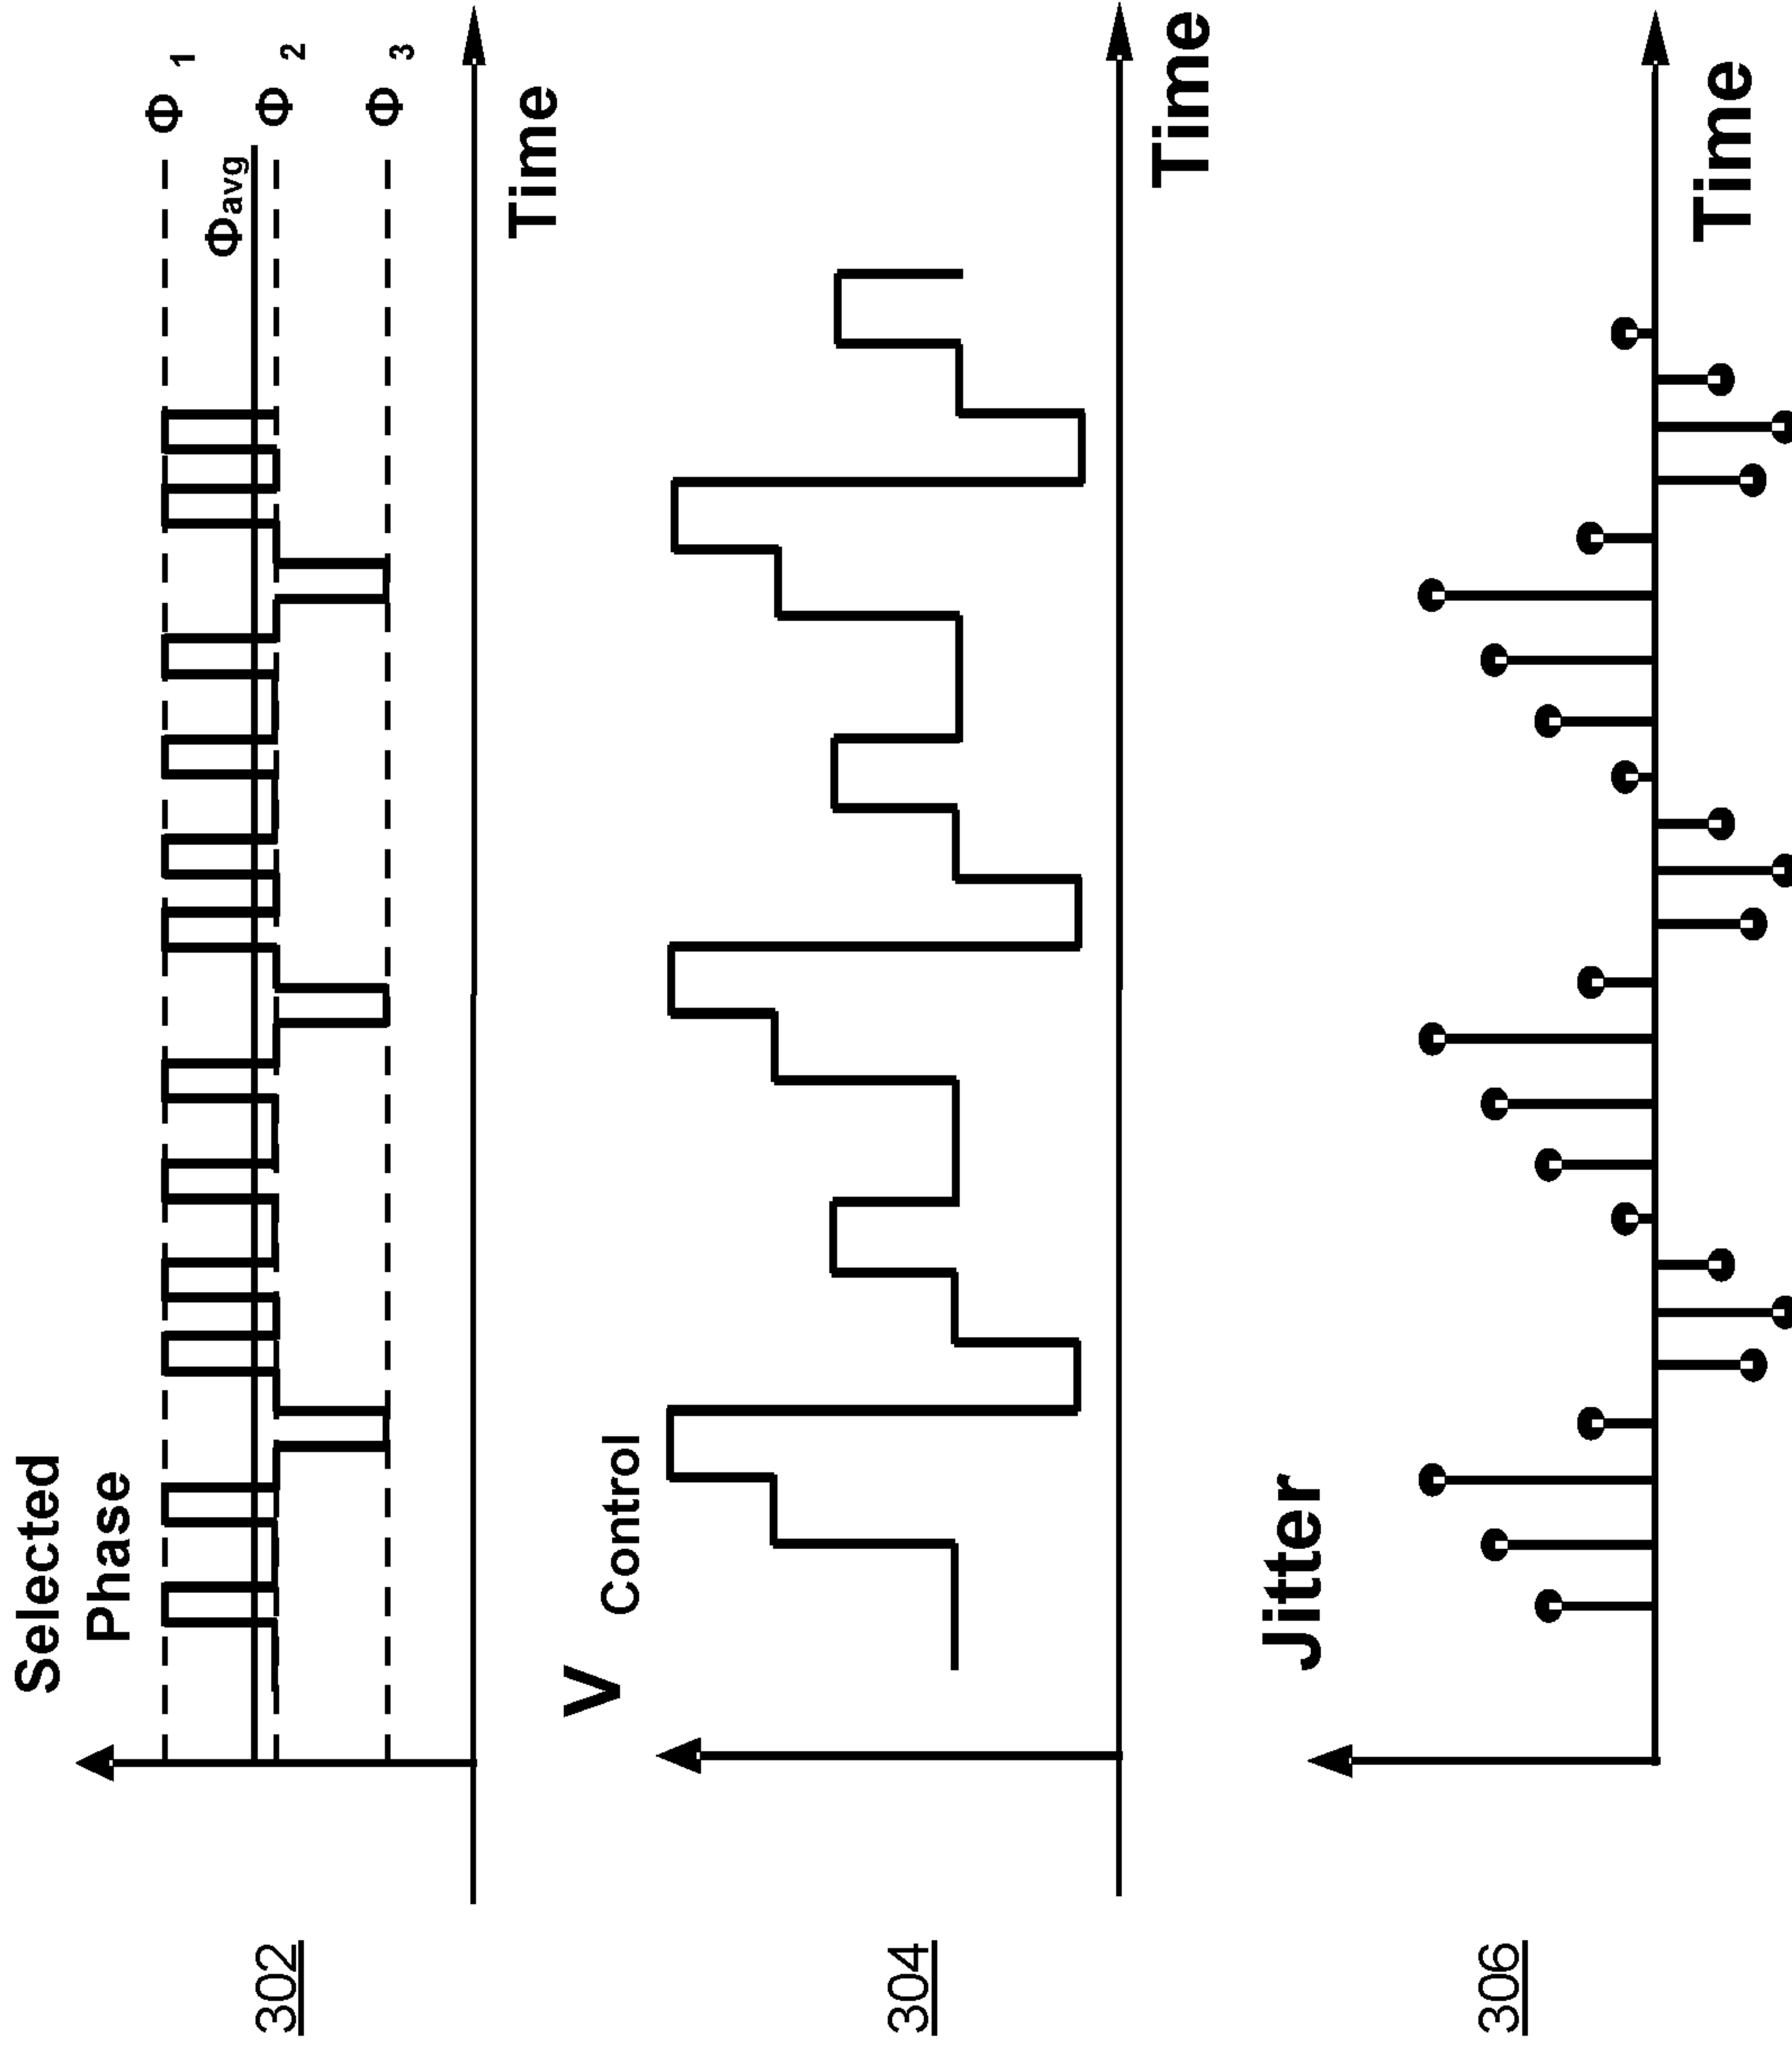 Selected
Phase
Φ 1
Φavg
Φ 2
Φ 3
Time
302
V Control
Time
304
Jitter
Time
306